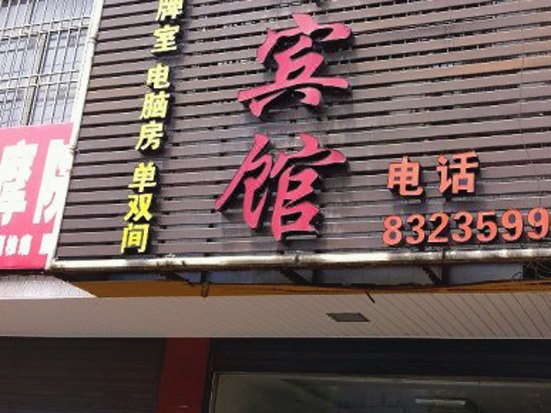 宾馆
牌室 电脑房 单双间
电话
8323599
摩